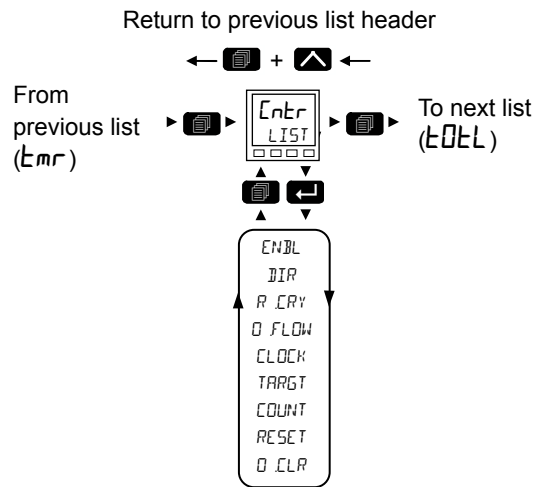 Return to previous list header
+
From
previous list
(tmr)
Cntr
LIST
To next list
(tOtL)
ENBL
DIR
R.CRY
O.FLOW
CLOCK
TARGT
COUNT
RESET
O.CLR